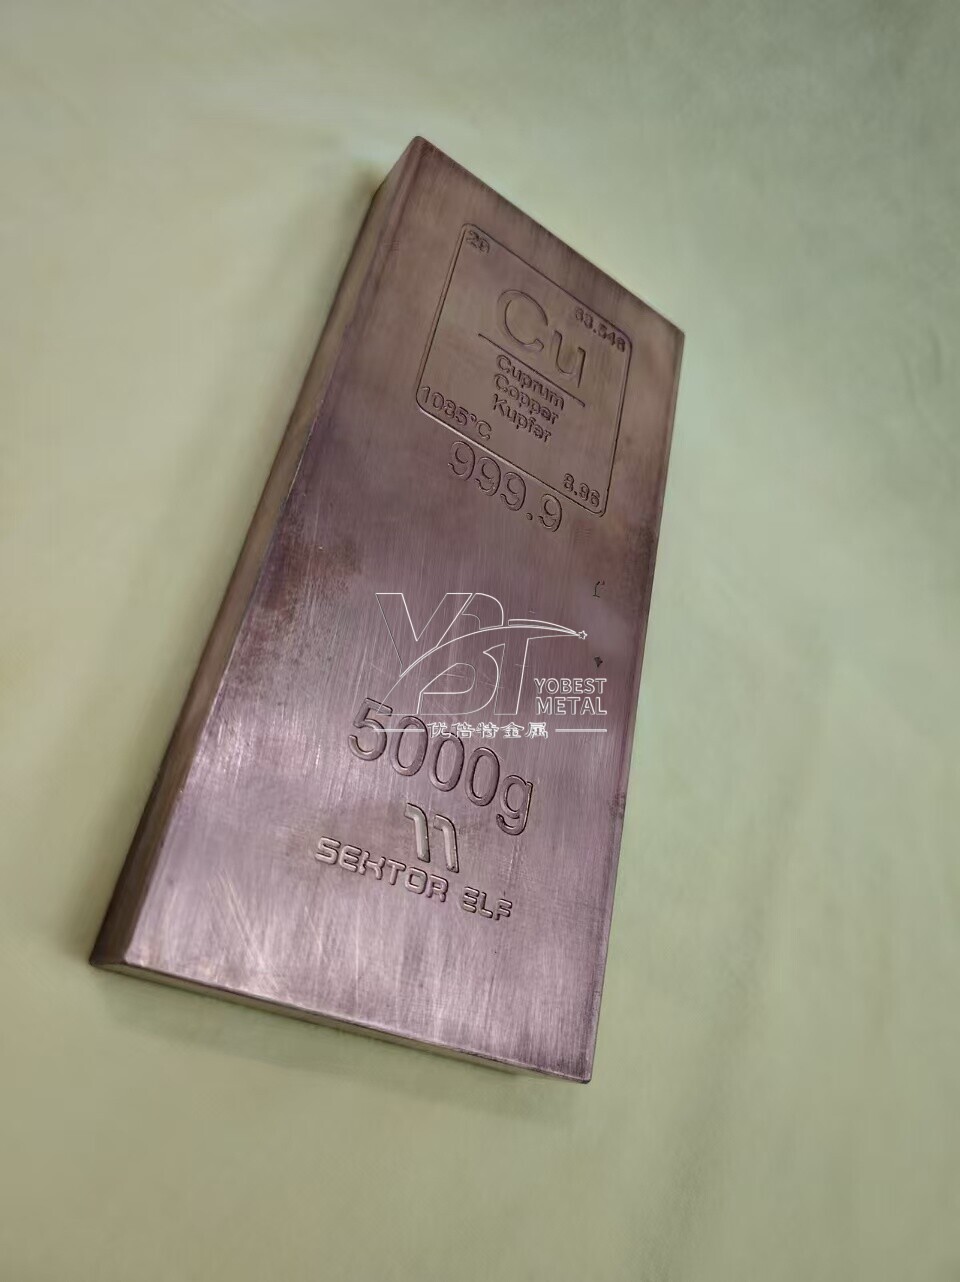 29
63.546
Cu
Cuprum
Copper
Kupfer
1085°C
8.96
999.9
YBT
YOBEST
METAL
优倍特金属
5000g
11
SEKTOR ELF